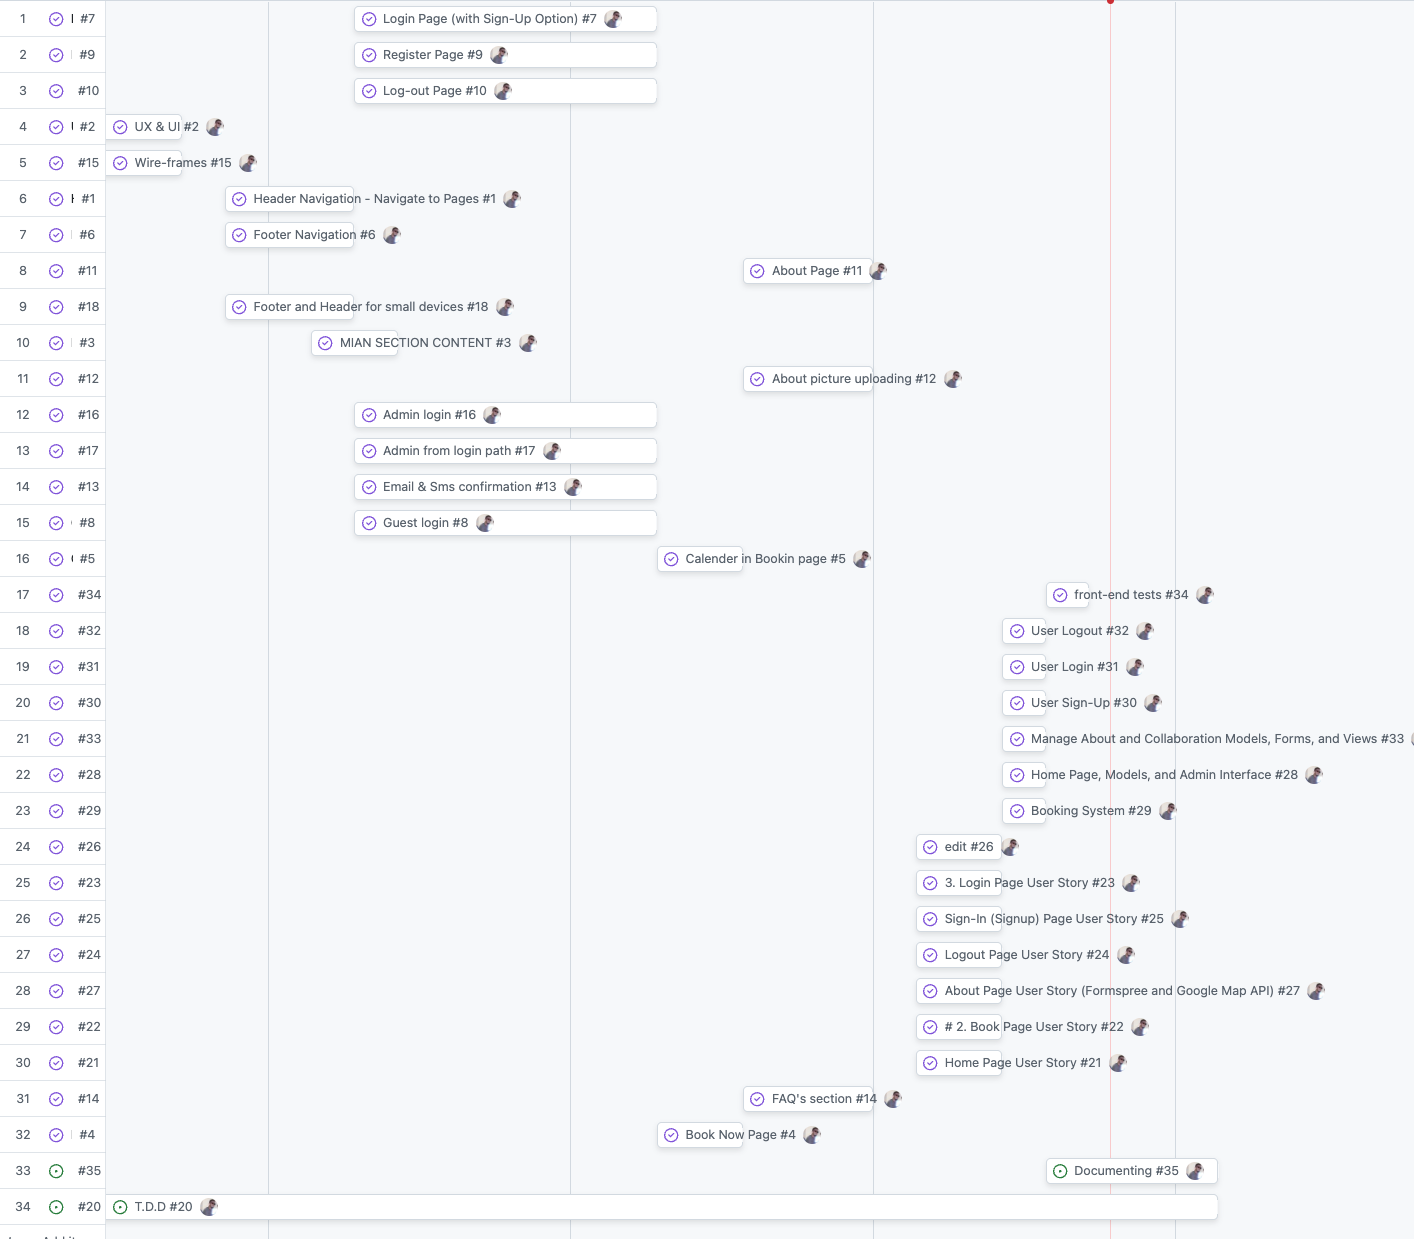 1 #7 Login Page (with Sign-Up Option) #7
2 #9 Register Page #9
3 #10 Log-out Page #10
4 #2 UX & UI #2
5 #15 Wire-frames #15
6 #1 Header Navigation - Navigate to Pages #1
7 #6 Footer Navigation #6
8 #11 About Page #11
9 #18 Footer and Header for small devices #18
10 #3 MIAN SECTION CONTENT #3
11 #12 About picture uploading #12
12 #16 Admin login #16
13 #17 Admin from login path #17
14 #13 Email & Sms confirmation #13
15 #8 Guest login #8
16 #5 Calender in Bookin page #5
17 #34 front-end tests #34
18 #32 User Logout #32
19 #31 User Login #31
20 #30 User Sign-Up #30
21 #33 Manage About and Collaboration Models, Forms, and Views #33
22 #28 Home Page, Models, and Admin Interface #28
23 #29 Booking System #29
24 #26 edit #26
25 #23 3. Login Page User Story #23
26 #25 Sign-In (Signup) Page User Story #25
27 #24 Logout Page User Story #24
28 #27 About Page User Story (Formspree and Google Map API) #27
29 #22 # 2. Book Page User Story #22
30 #21 Home Page User Story #21
31 #14 FAQ's section #14
32 #4 Book Now Page #4
33 #35 Documenting #35
34 #20 T.D.D #20